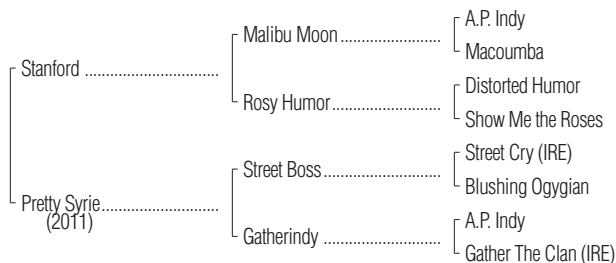 A.P. Indy
Malibu Moon ........................
Macoumba
Stanford ................................
Distorted Humor
Rosy Humor ..........................
Show Me the Roses
Street Cry (IRE)
Street Boss ............................
Blushing Ogygian
Pretty Syrie ............................
(2011)
A.P. Indy
Gatherindy ............................
Gather The Clan (IRE)